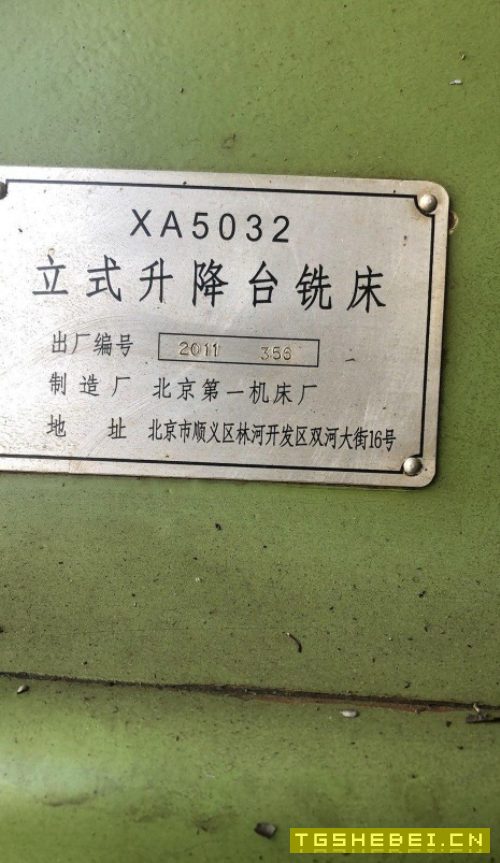 XA5032
立式升降台铣床
出厂编号 2011 356
制造厂 北京第一机床厂
地址 北京市顺义区林河开发区双河大街16号
TGSHEBEI.CN